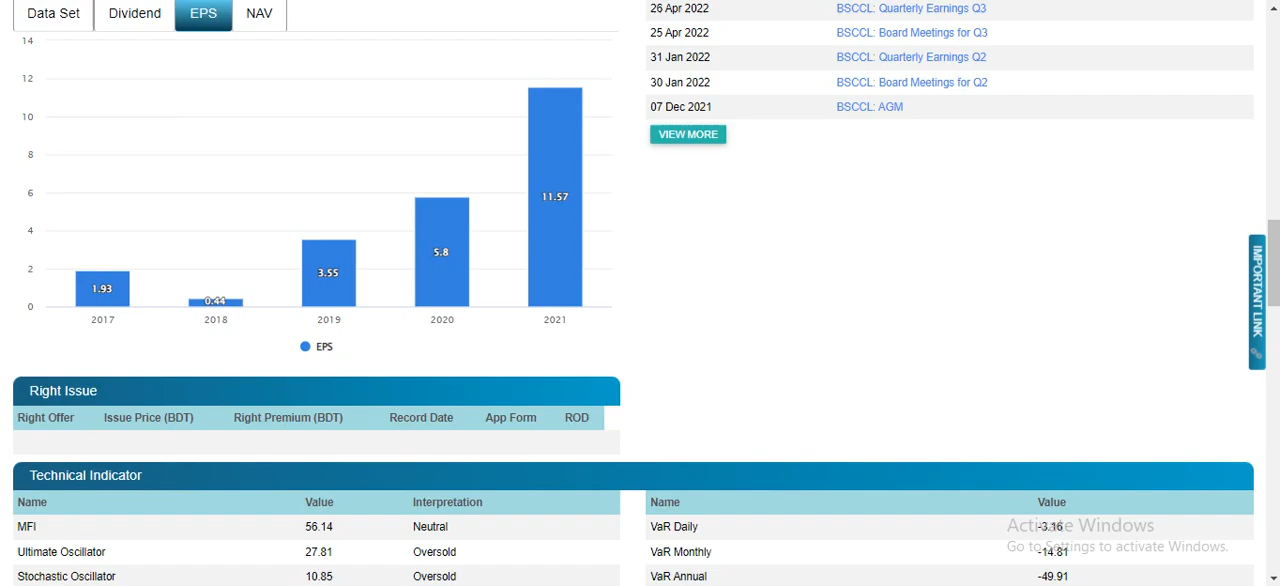 Data Set Dividend EPS NAV
14
12
10
8
6
4
2
0
1.93
0.44
3.55
5.8
11.57
2017 2018 2019 2020 2021
EPS
Right Issue
Right Offer Issue Price (BDT) Right Premium (BDT) Record Date App Form ROD
26 Apr 2022 BSCCL: Quarterly Earnings Q3
25 Apr 2022 BSCCL: Board Meetings for Q3
31 Jan 2022 BSCCL: Quarterly Earnings Q2
30 Jan 2022 BSCCL: Board Meetings for Q2
07 Dec 2021 BSCCL: AGM
VIEW MORE
IMPORTANT LINK
Technical Indicator
Name Value Interpretation
MFI 56.14 Neutral
Ultimate Oscillator 27.81 Oversold
Stochastic Oscillator 10.85 Oversold
Name Value
VaR Daily -3.16
VaR Monthly -14.81
VaR Annual -49.91
Activate Windows
Go to Settings to activate Windows.